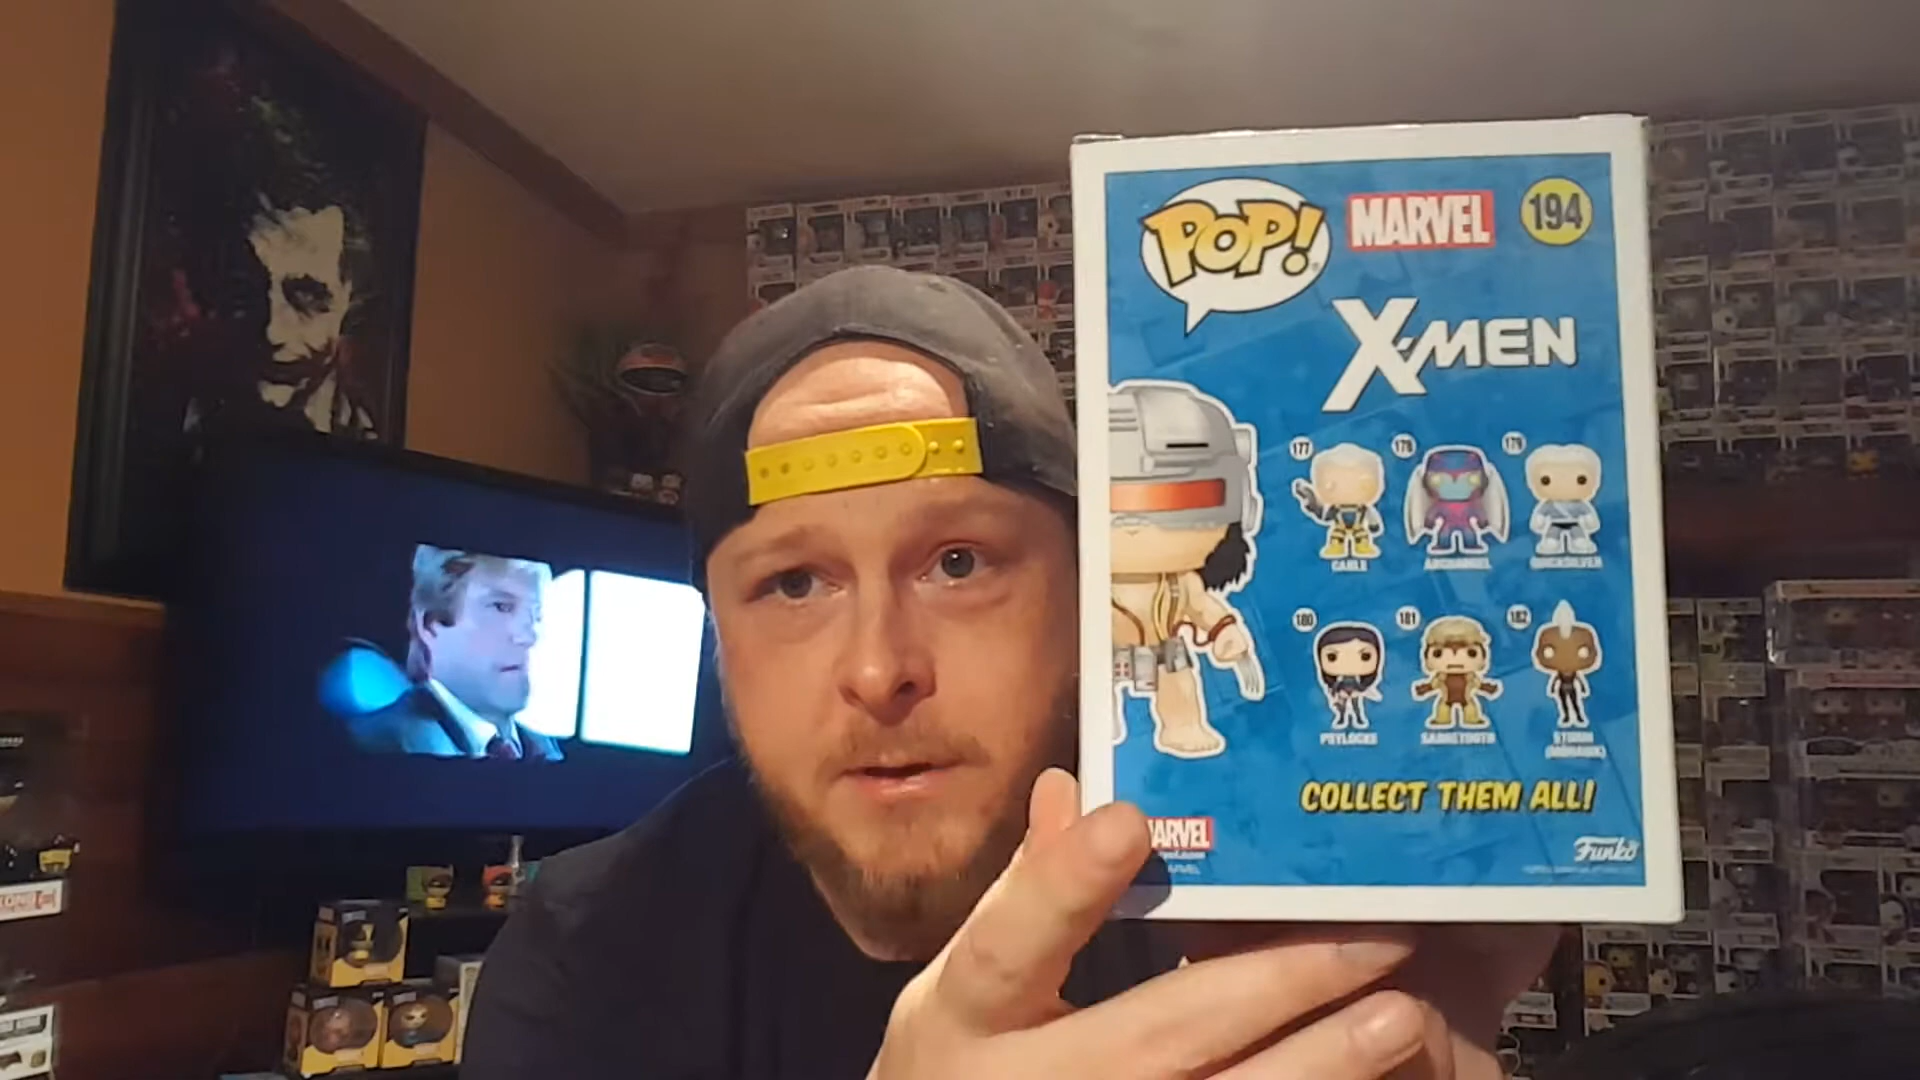 POP!
MARVEL
194
X-MEN
177
178
179
CABLE
ARCHANGEL
QUICKSILVER
180
181
182
PSYLOCKE
SABRETOOTH
STORM
(MOHAWK)
COLLECT THEM ALL!
MARVEL
Funko